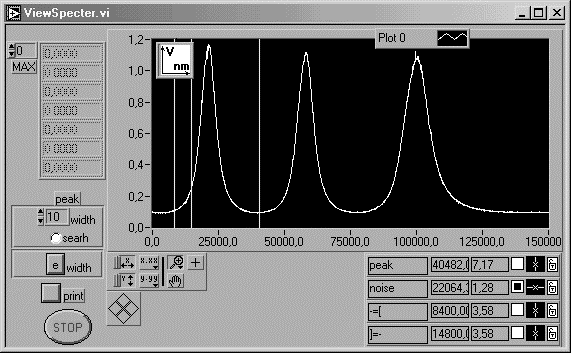 ViewSpecter.vi
Plot 0
0
MAX
0,0000
0,0000
0,0000
0,0000
0,0000
0,0000
0,0000
V
nm
1,2
1,0
0,8
0,6
0,4
0,2
0,0
0,0 25000,0 50000,0 75000,0 100000,0 150000
peak
10 width
searh
e width
print
STOP
x.xx
y.yy
peak 40482,0 7,17
noise 22064,3 1,28
-=[ 8400,00 3,58
]=- 14800,0 3,58